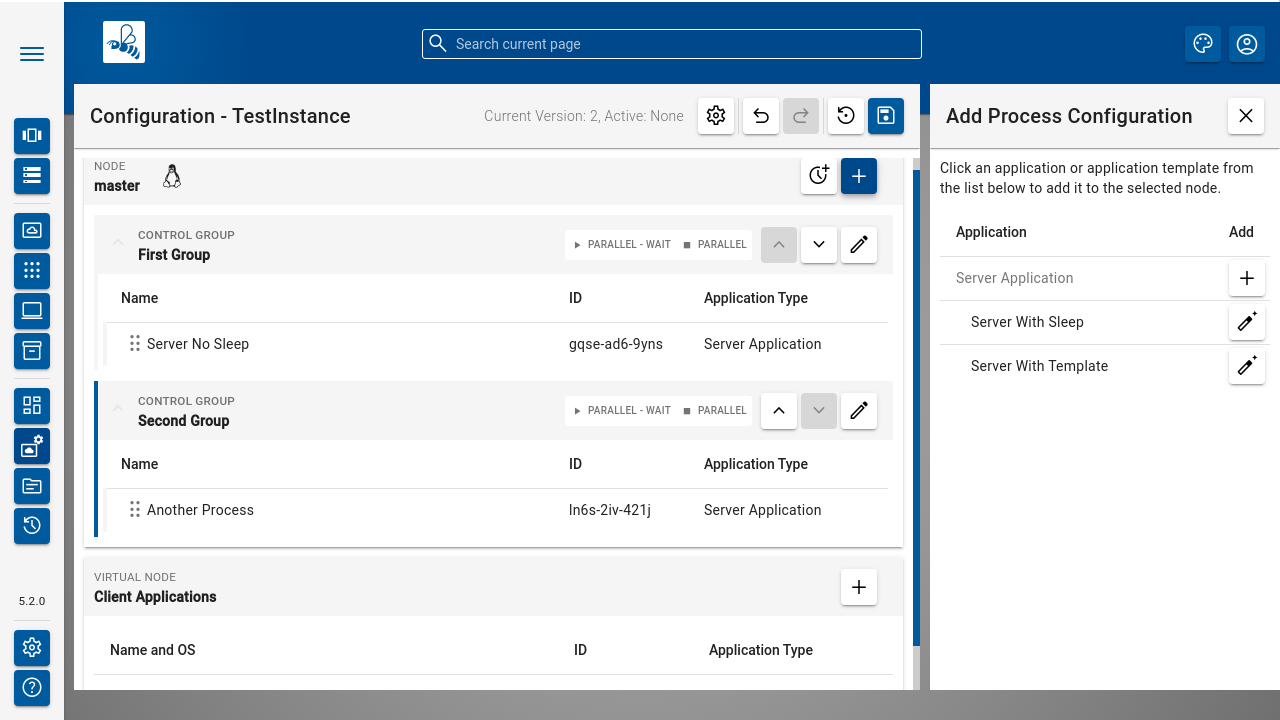 Search current page
Configuration - TestInstance
Current Version: 2, Active: None
Add Process Configuration
NODE
master
Click an application or application template from
the list below to add it to the selected node.
CONTROL GROUP
First Group
PARALLEL - WAIT PARALLEL
Application Add
Server Application
Name ID Application Type
Server No Sleep gqse-ad6-9yns Server Application
Server With Sleep
Server With Template
CONTROL GROUP
Second Group
PARALLEL - WAIT PARALLEL
Name ID Application Type
Another Process ln6s-2iv-421j Server Application
VIRTUAL NODE
Client Applications
5.2.0
Name and OS ID Application Type